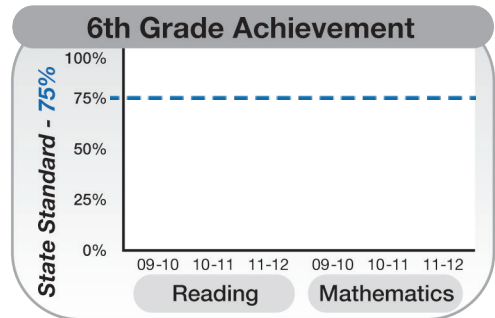 6th Grade Achievement
State Standard - 75%
100%
75%
50%
25%
0%
09-10 10-11 11-12 09-10 10-11 11-12
Reading Mathematics